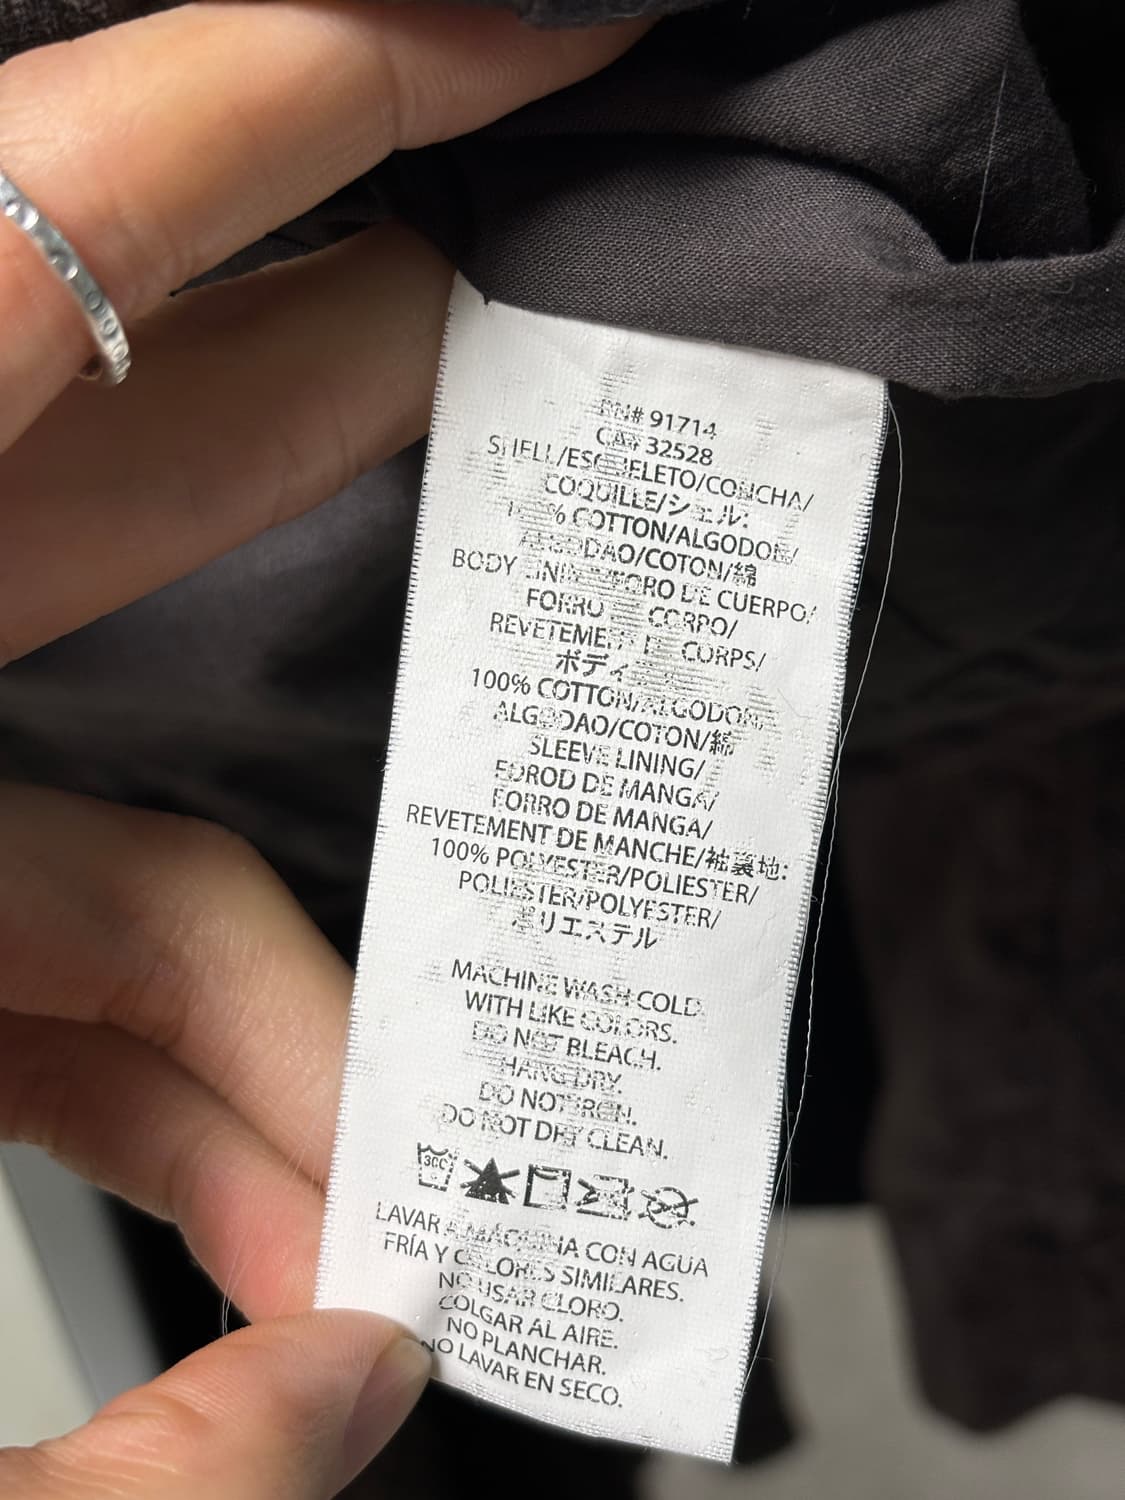 RN# 91714
CA# 32528
SHELL/ESQUELETO/CONCHA/
COQUILLE/シェル:
100% COTTON/ALGODON/
ALGODAO/COTON/綿
BODY LINING/FORO DE CUERPO/
FORRO DE CORPO/
REVETEMENT DE CORPS/
ボディ
100% COTTON/ALGODON/
ALGODAO/COTON/綿
SLEEVE LINING/
FOROD DE MANGA/
FORRO DE MANGA/
REVETEMENT DE MANCHE/袖裏地:
100% POLYESTER/POLIESTER/
POLIESTER/POLYESTER/
ポリエステル
MACHINE WASH COLD
WITH LIKE COLORS.
DO NOT BLEACH.
HANG DRY.
DO NOT IRON.
DO NOT DRY CLEAN.
30C
LAVAR A MÁQUINA CON AGUA
FRÍA Y COLORES SIMILARES.
NO USAR CLORO.
COLGAR AL AIRE.
NO PLANCHAR.
NO LAVAR EN SECO.